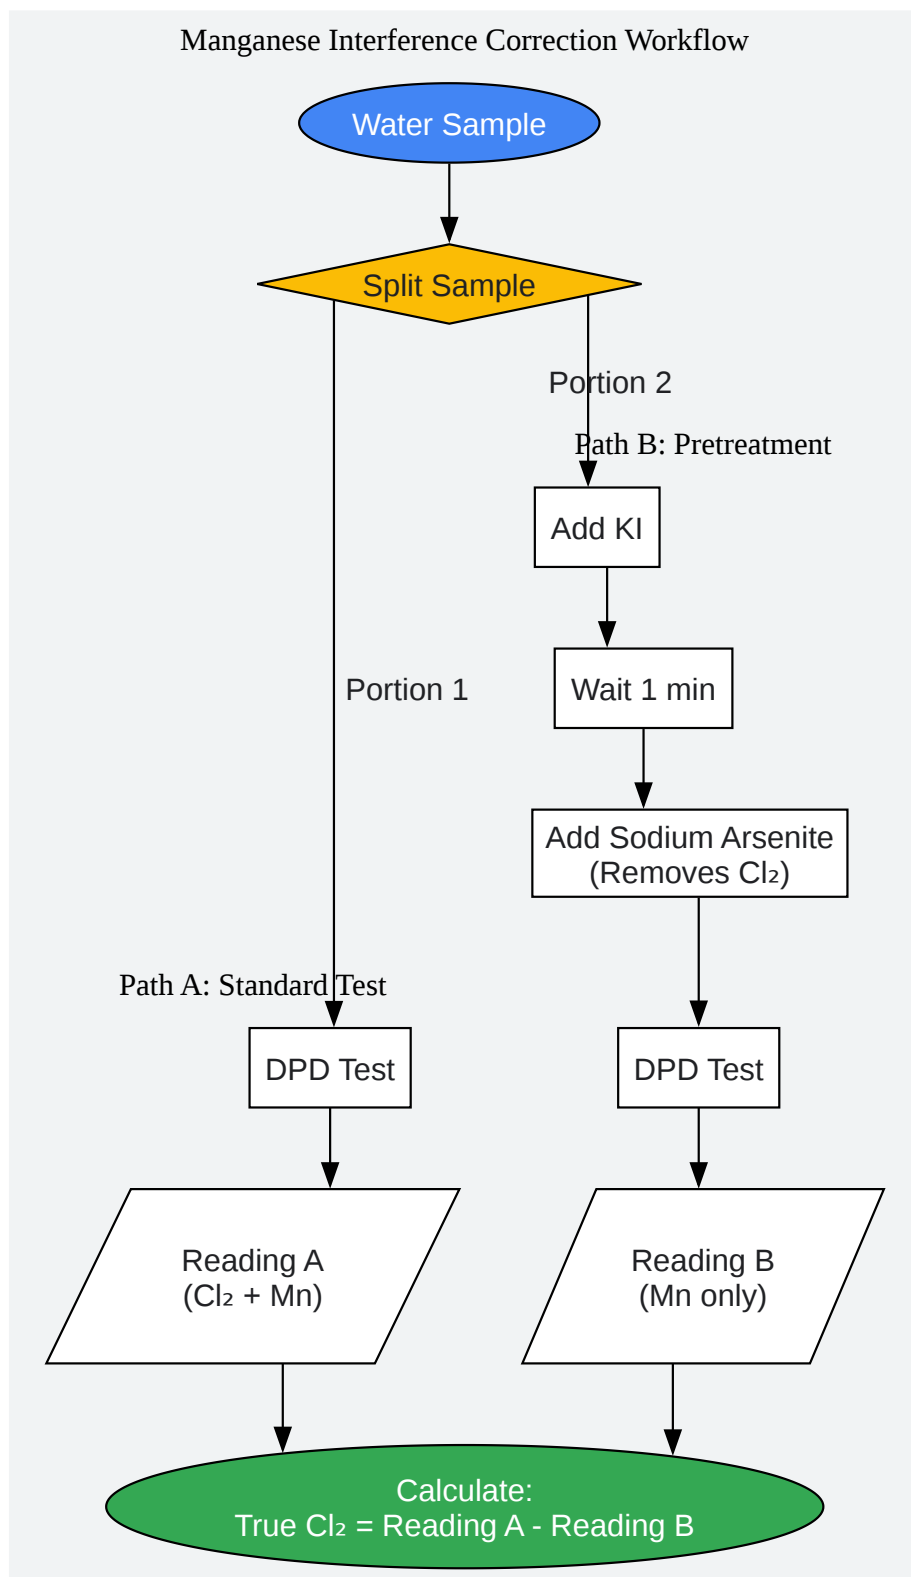 Manganese Interference Correction Workflow
Water Sample
Split Sample
Portion 2
Path B: Pretreatment
Add KI
Portion 1
Wait 1 min
Add Sodium Arsenite
(Removes Cl₂)
Path A: Standard Test
DPD Test
DPD Test
Reading A
(Cl₂ + Mn)
Reading B
(Mn only)
Calculate:
True Cl₂ = Reading A - Reading B